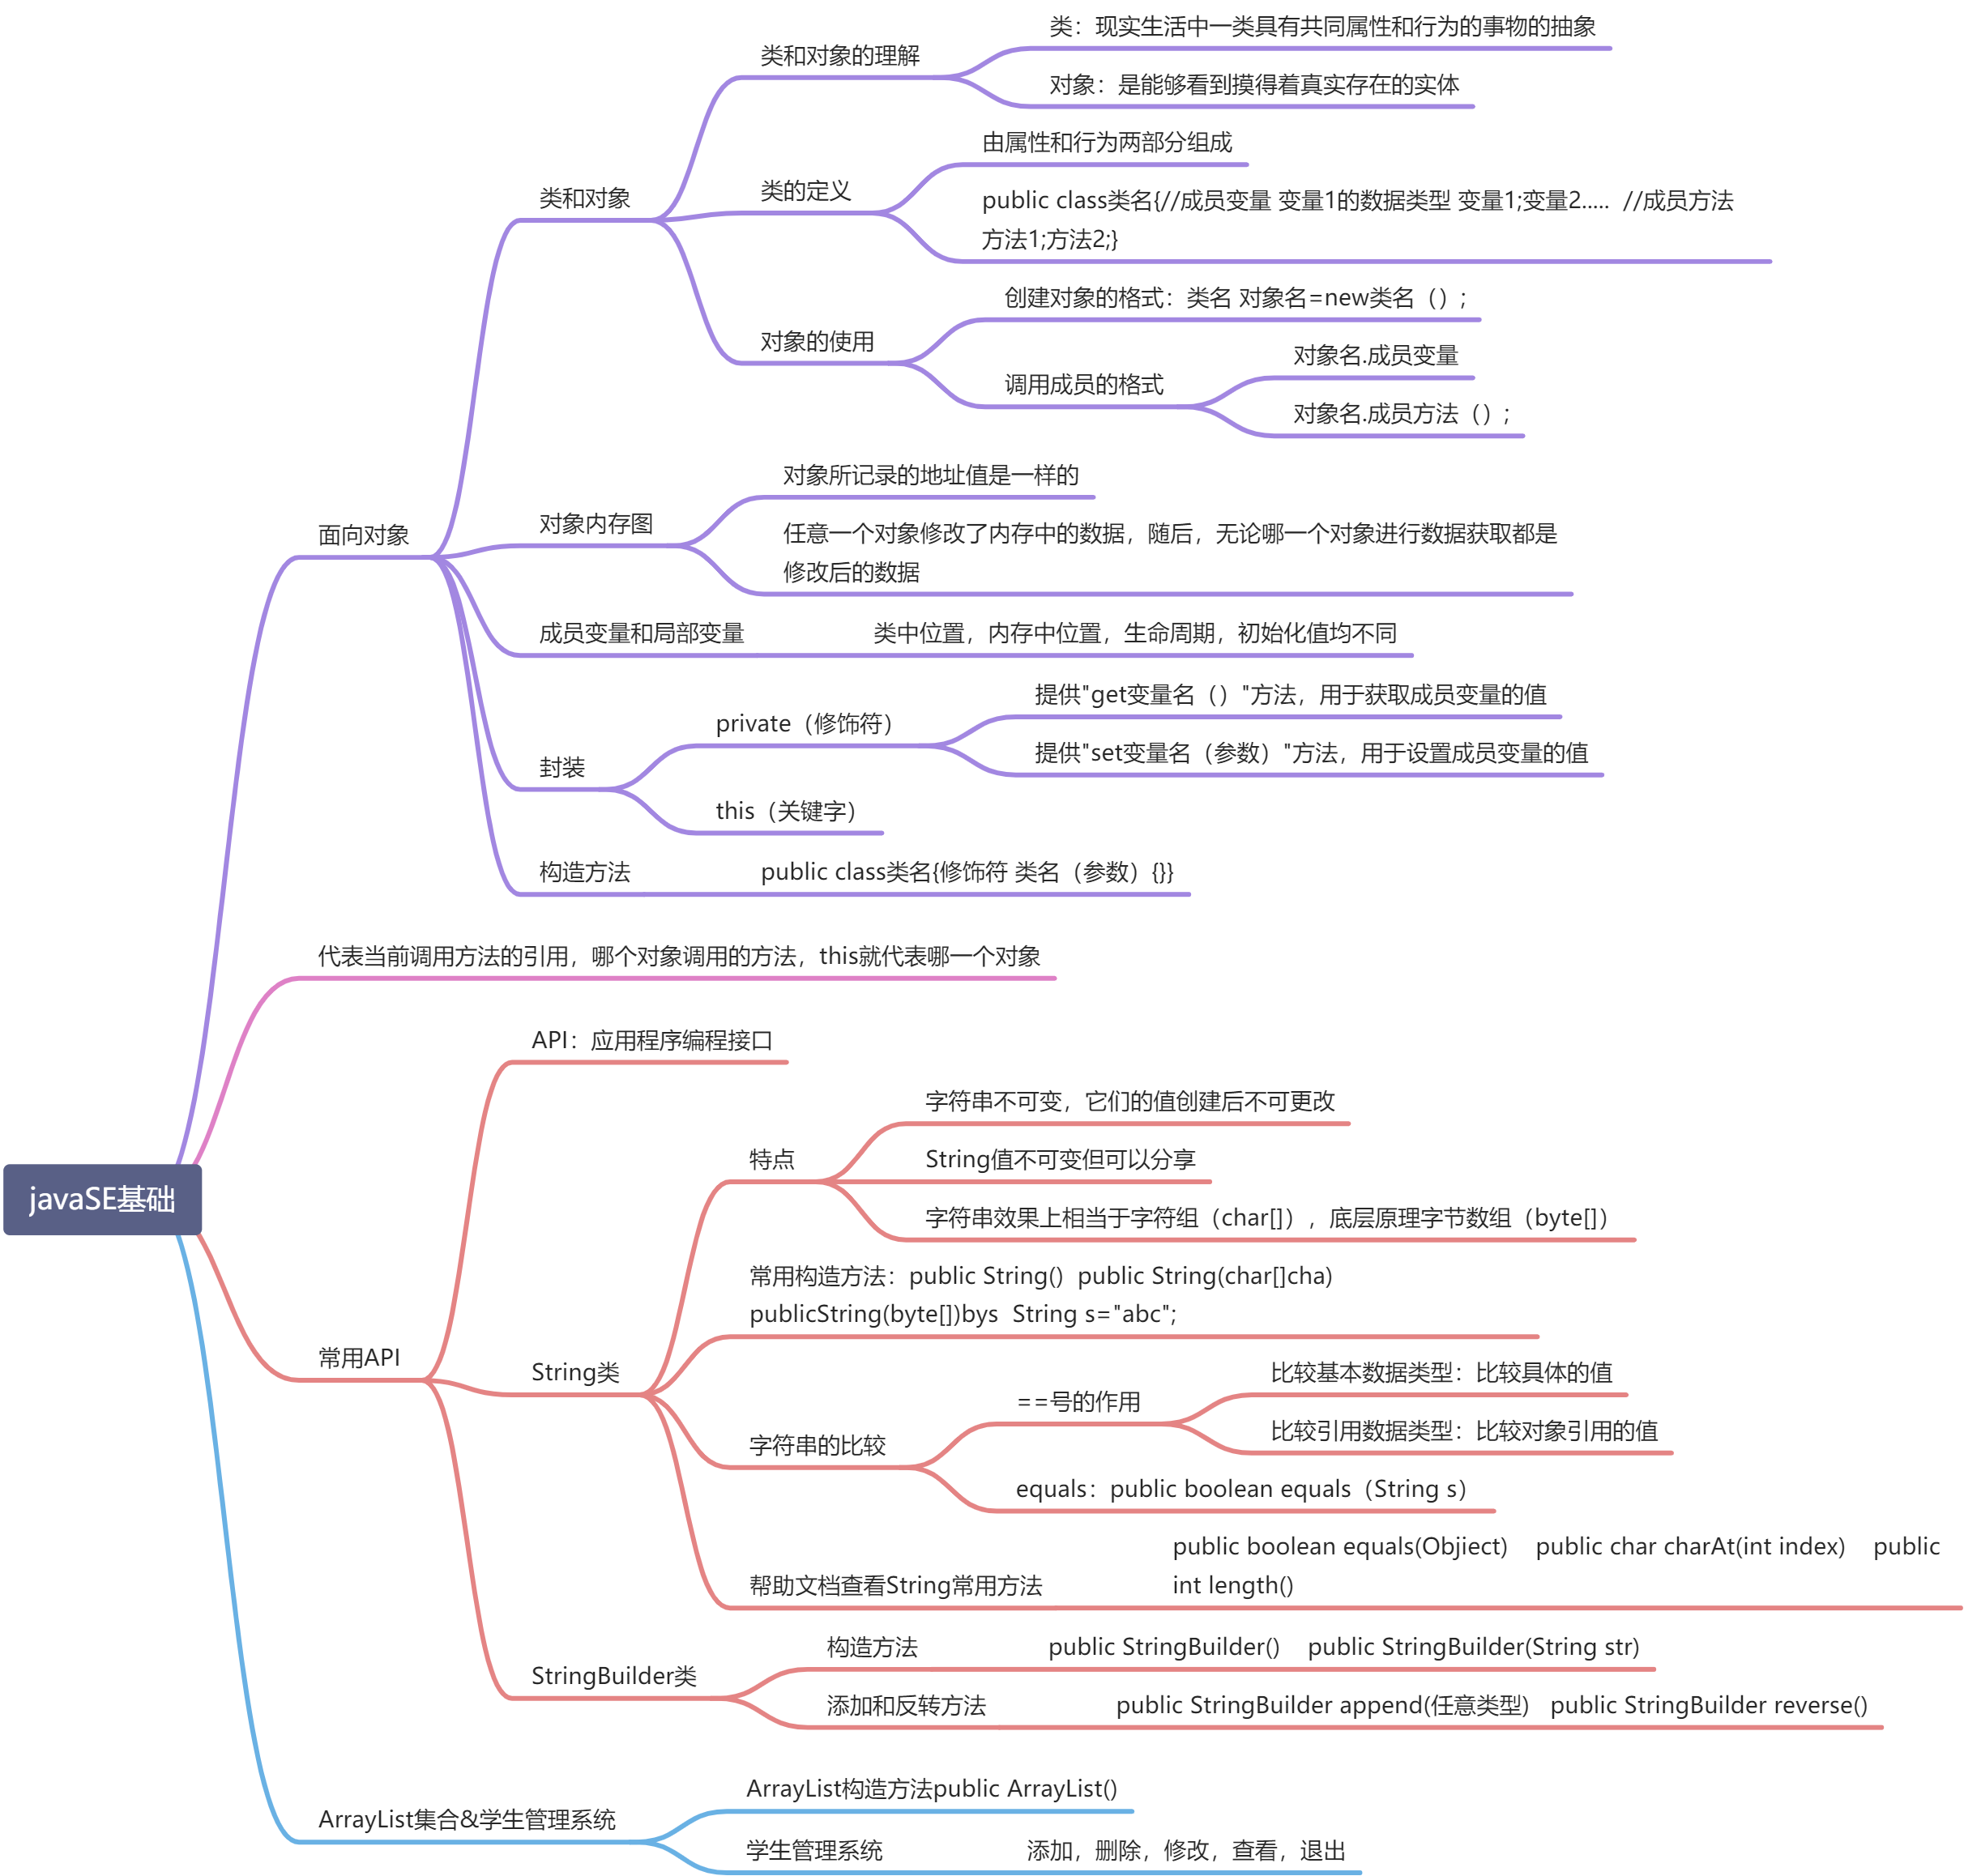 javaSE基础
面向对象
类和对象
类和对象的理解
类：现实生活中一类具有共同属性和行为的事物的抽象
对象：是能够看到摸得着真实存在的实体
类的定义
由属性和行为两部分组成
public class类名{//成员变量 变量1的数据类型 变量1;变量2.....  //成员方法
方法1;方法2;}
对象的使用
创建对象的格式：类名 对象名=new类名（）;
调用成员的格式
对象名.成员变量
对象名.成员方法（）;
对象内存图
对象所记录的地址值是一样的
任意一个对象修改了内存中的数据，随后，无论哪一个对象进行数据获取都是
修改后的数据
成员变量和局部变量
类中位置，内存中位置，生命周期，初始化值均不同
封装
private（修饰符）
提供"get变量名（）"方法，用于获取成员变量的值
提供"set变量名（参数）"方法，用于设置成员变量的值
this（关键字）
构造方法
public class类名{修饰符 类名（参数）{}}
代表当前调用方法的引用，哪个对象调用的方法，this就代表哪一个对象
常用API
API：应用程序编程接口
String类
特点
字符串不可变，它们的值创建后不可更改
String值不可变但可以分享
字符串效果上相当于字符组（char[]），底层原理字节数组（byte[]）
常用构造方法：public String()  public String(char[]cha)
publicString(byte[])bys  String s="abc";
字符串的比较
==号的作用
比较基本数据类型：比较具体的值
比较引用数据类型：比较对象引用的值
equals：public boolean equals（String s）
帮助文档查看String常用方法
public boolean equals(Objiect)    public char charAt(int index)    public
int length()
StringBuilder类
构造方法
public StringBuilder()    public StringBuilder(String str)
添加和反转方法
public StringBuilder append(任意类型)   public StringBuilder reverse()
ArrayList集合&学生管理系统
ArrayList构造方法public ArrayList()
学生管理系统
添加，删除，修改，查看，退出